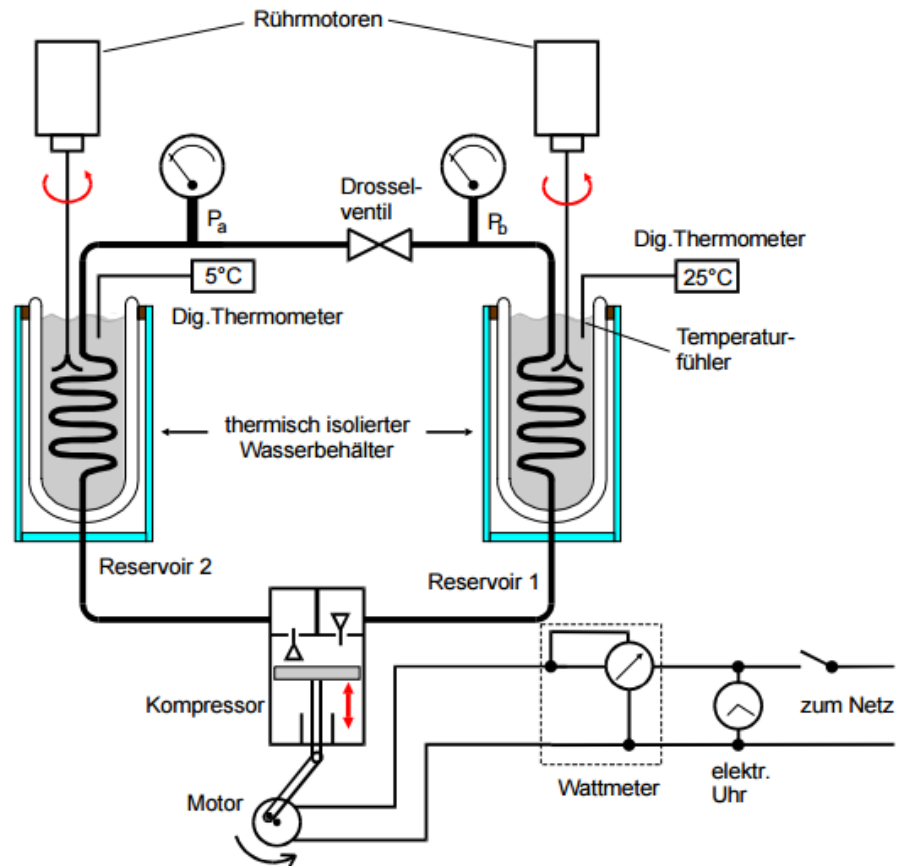 Rührmotoren
Drossel-
ventil
Pa
Pb
Dig.Thermometer
5°C
25°C
Dig.Thermometer
Temperatur-
fühler
thermisch isolierter
Wasserbehälter
Reservoir 2
Reservoir 1
Kompressor
zum Netz
Wattmeter
elektr.
Uhr
Motor